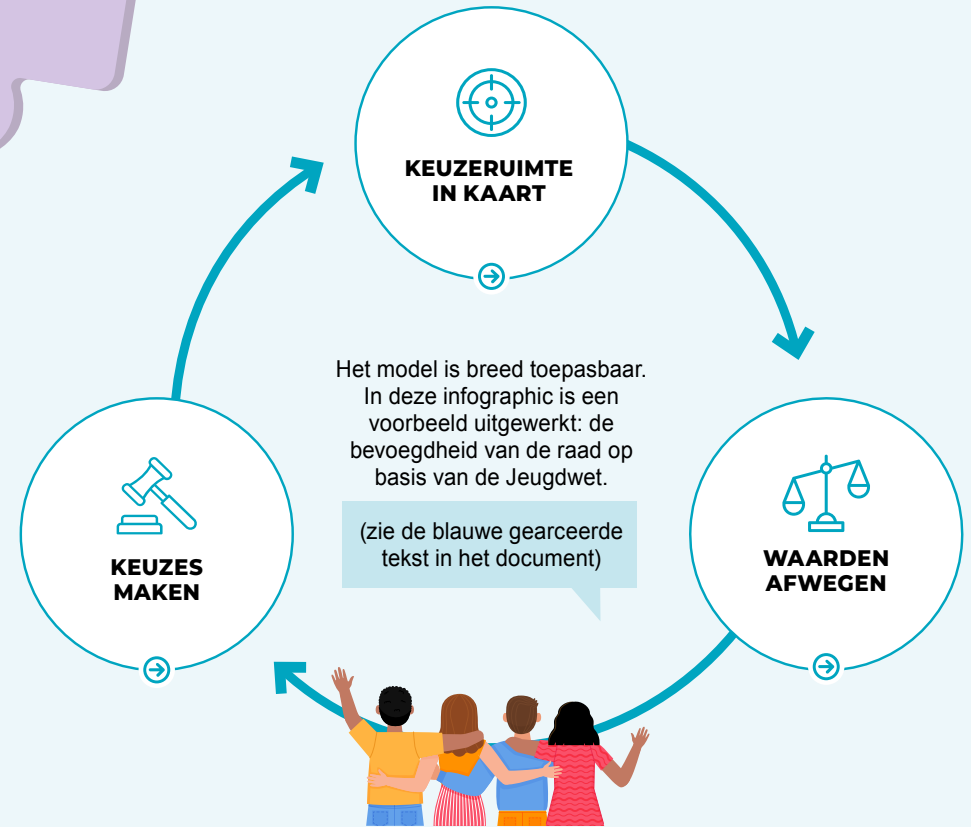 KEUZERUIMTE
IN KAART
Het model is breed toepasbaar.
In deze infographic is een
voorbeeld uitgewerkt: de
bevoegdheid van de raad op
basis van de Jeugdwet.
(zie de blauwe gearceerde
tekst in het document)
WAARDEN
AFWEGEN
KEUZES
MAKEN